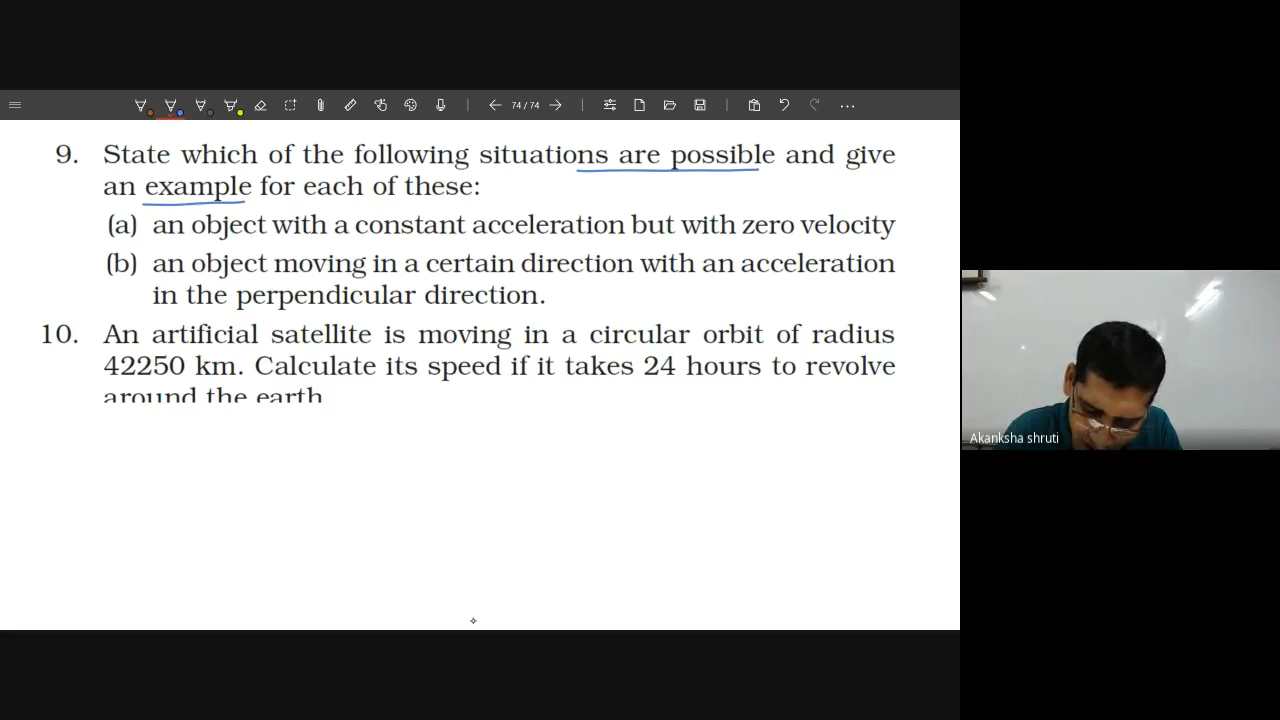 74 / 74
9. State which of the following situations are possible and give
an example for each of these:
(a) an object with a constant acceleration but with zero velocity
(b) an object moving in a certain direction with an acceleration
in the perpendicular direction.
10. An artificial satellite is moving in a circular orbit of radius
42250 km. Calculate its speed if it takes 24 hours to revolve
around the earth
Akanksha shruti